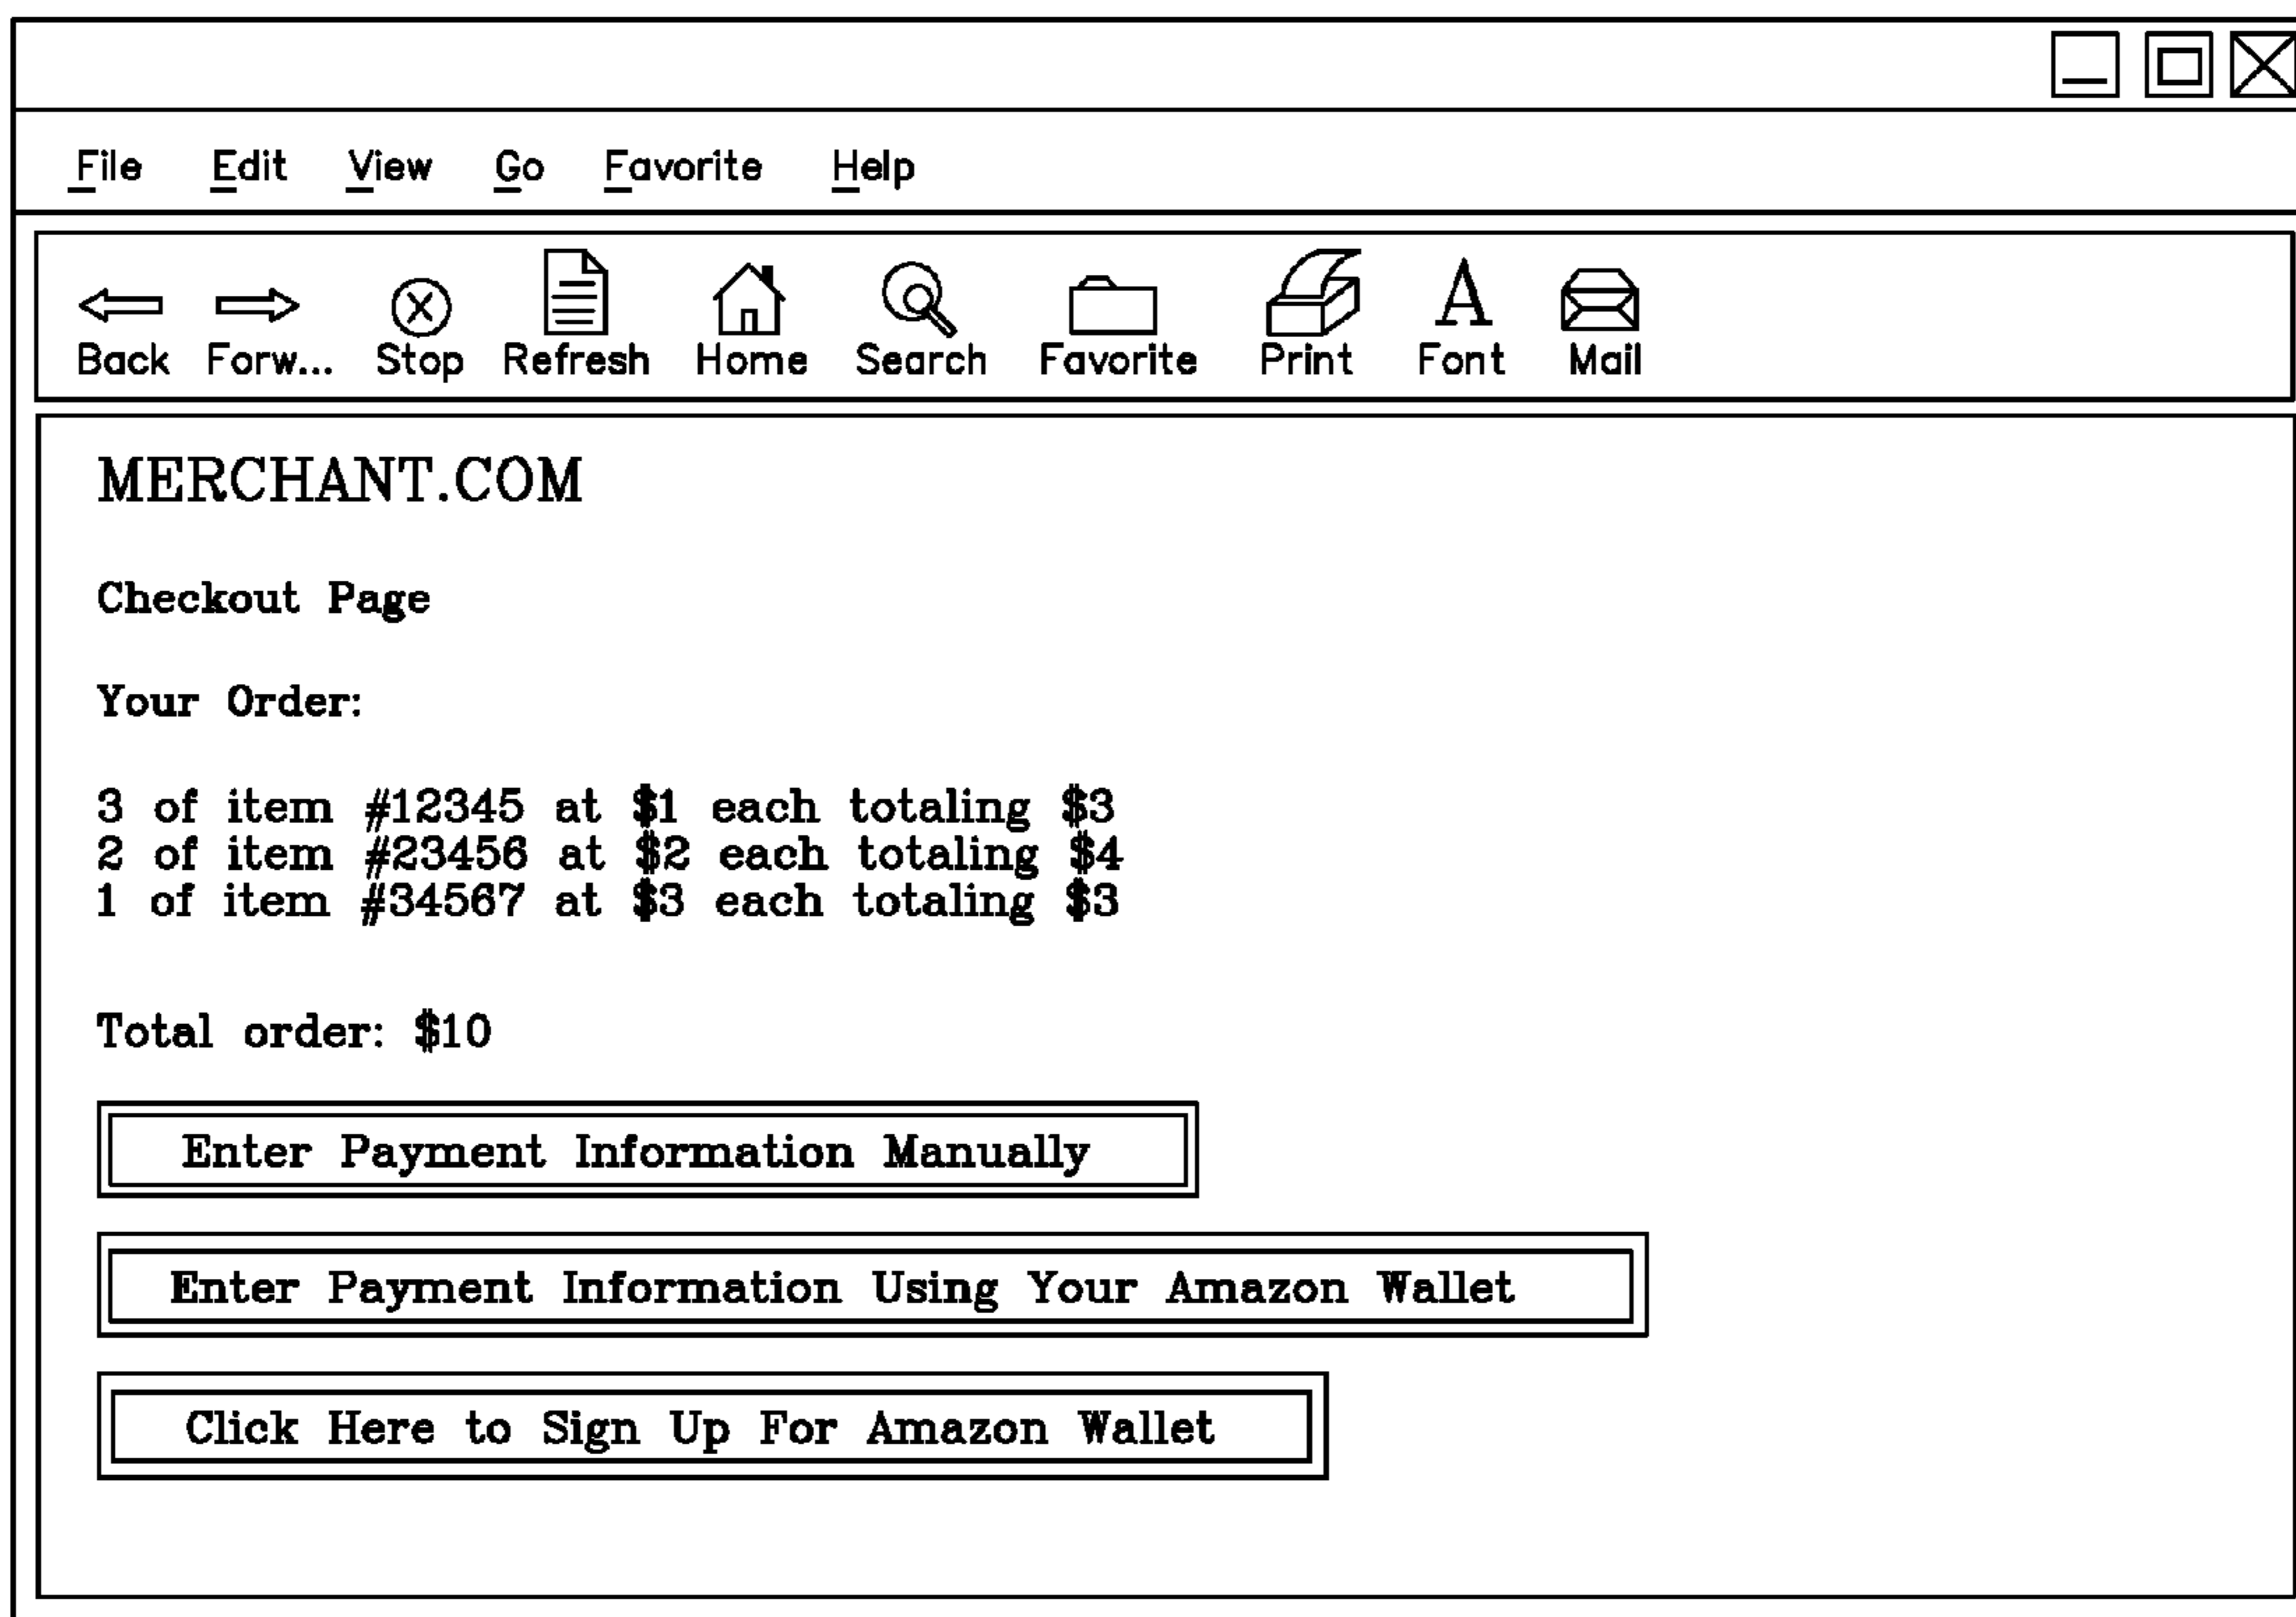 File Edit View Go Favorite Help
Back Forw... Stop Refresh Home Search Favorite Print Font Mail
MERCHANT.COM
Checkout Page
Your Order:
3 of item #12345 at $1 each totaling $3
2 of item #23456 at $2 each totaling $4
1 of item #34567 at $3 each totaling $3
Total order: $10
Enter Payment Information Manually
Enter Payment Information Using Your Amazon Wallet
Click Here to Sign Up For Amazon Wallet